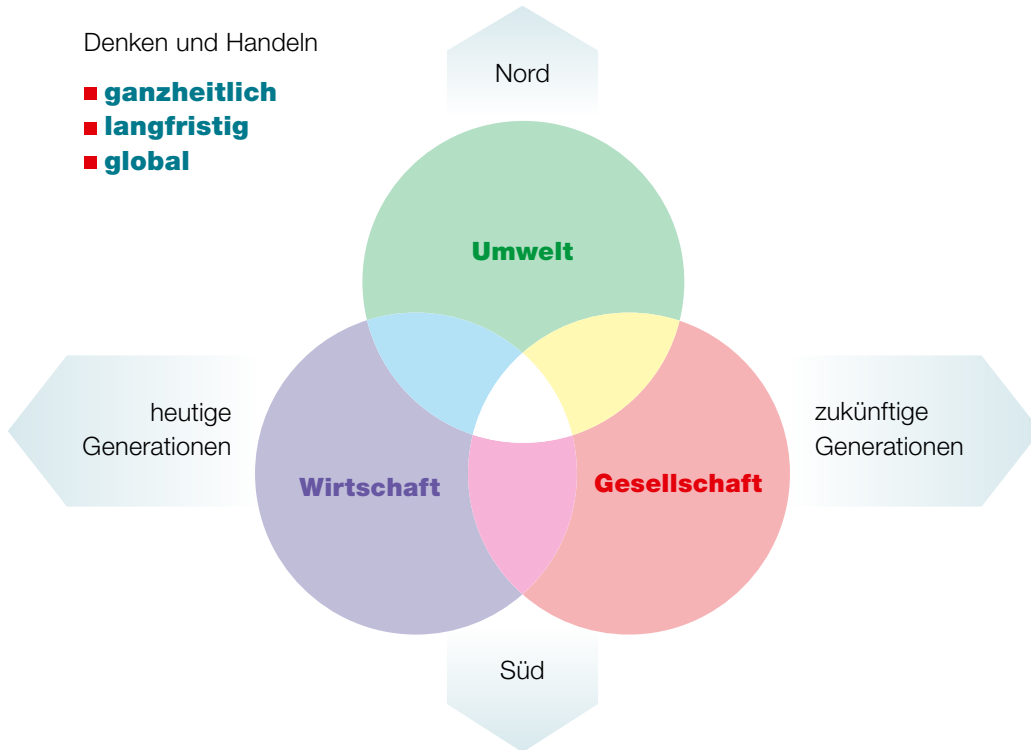 Denken und Handeln
ganzheitlich
langfristig
global
Nord
Umwelt
heutige
Generationen
zukünftige
Generationen
Wirtschaft
Gesellschaft
Süd